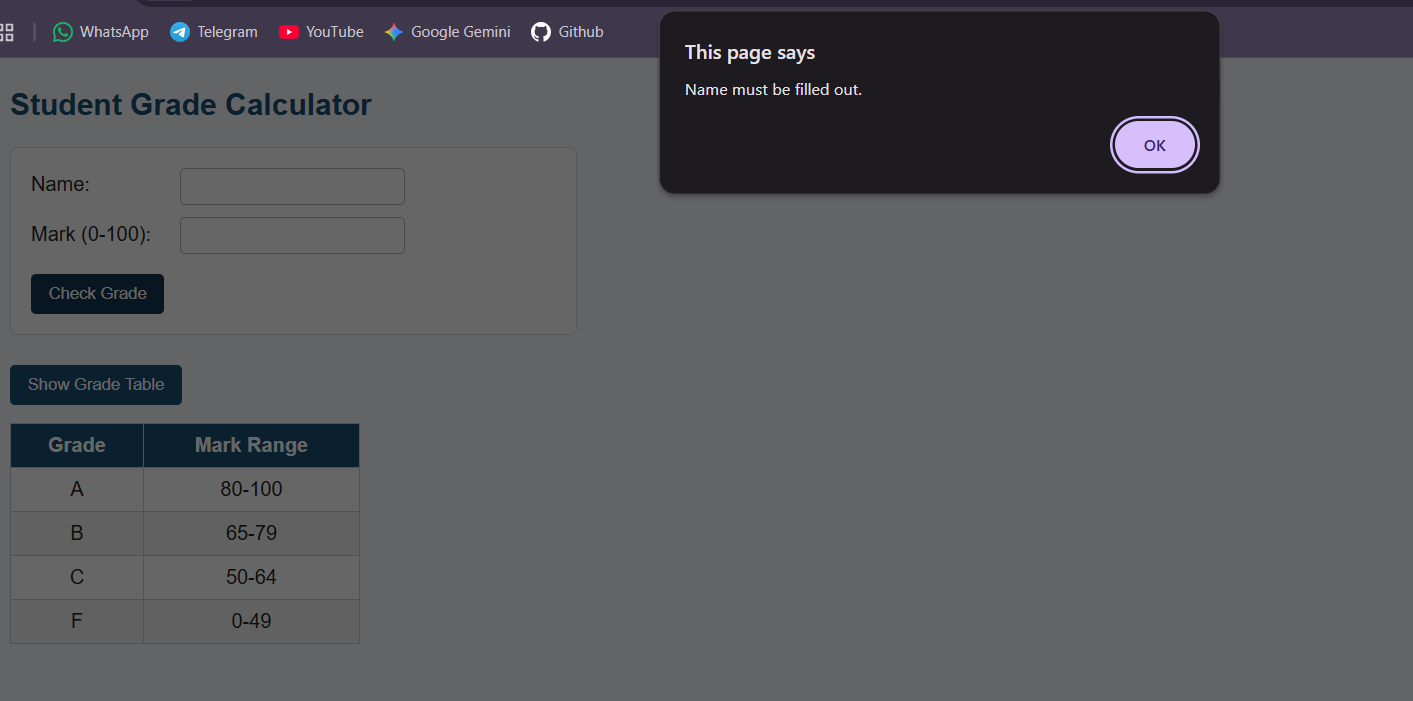 WhatsApp Telegram YouTube Google Gemini Github
This page says
Name must be filled out.
OK
Student Grade Calculator
Name:
Mark (0-100):
Check Grade
Show Grade Table
Grade Mark Range
A 80-100
B 65-79
C 50-64
F 0-49